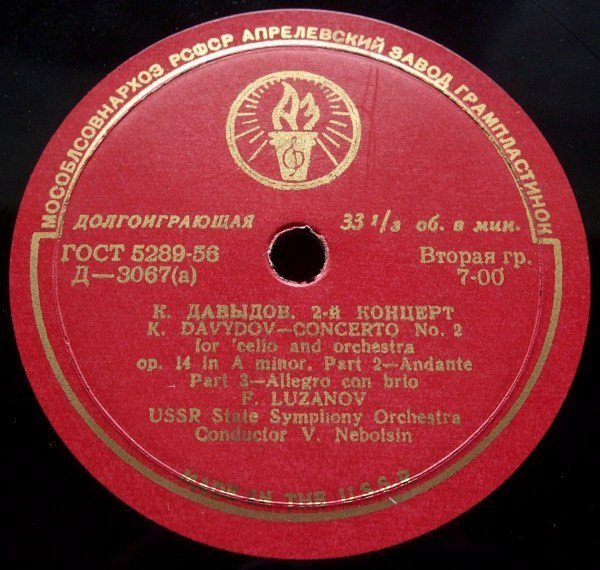 МОСОБЛСОВНАРХОЗ РСФСР АПРЕЛЕВСКИЙ ЗАВОД ГРАМПЛАСТИНОК
АЗ
ДОЛГОИГРАЮЩАЯ 33 1/3 об. в мин.
ГОСТ 5289-56 Вторая гр.
Д—3067(а) 7-00
К. ДАВЫДОВ. 2-й КОНЦЕРТ
K. DAVYDOV—CONCERTO No. 2
for 'cello and orchestra
op. 14 in A minor, Part 2—Andante
Part 3—Allegro con brio
F. LUZANOV
USSR State Symphony Orchestra
Conductor V. Nebolsin
MADE IN THE U.S.S.R.